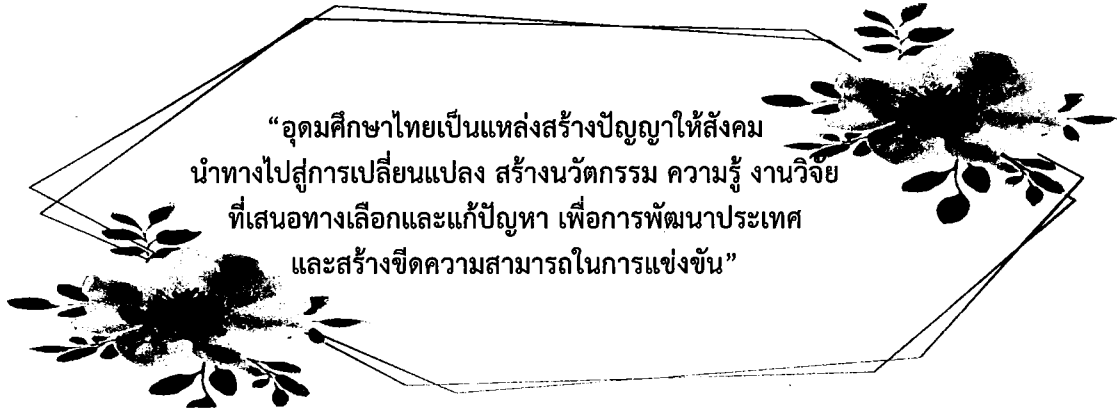 “อุดมศึกษาไทยเป็นแหล่งสร้างปัญญาให้สังคม
นำทางไปสู่การเปลี่ยนแปลง สร้างนวัตกรรม ความรู้ งานวิจัย
ที่เสนอทางเลือกและแก้ปัญหา เพื่อการพัฒนาประเทศ
และสร้างขีดความสามารถในการแข่งขัน”